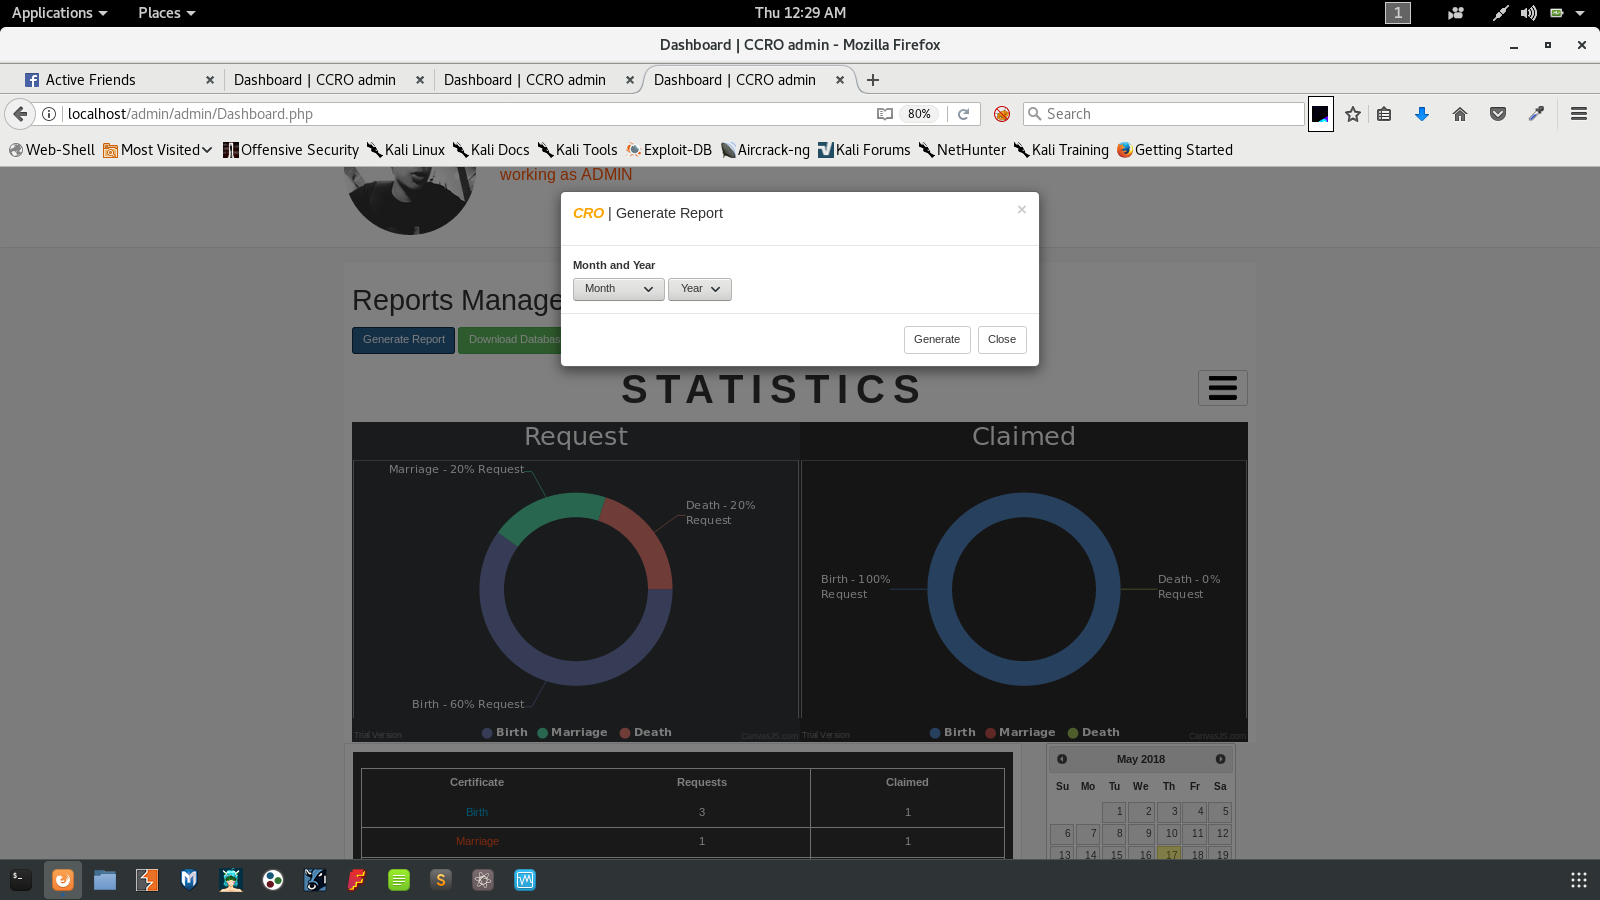 Applications Places Thu 12:29 AM 1
Dashboard | CCRO admin - Mozilla Firefox
Active Friends Dashboard | CCRO admin Dashboard | CCRO admin Dashboard | CCRO admin
localhost/admin/admin/Dashboard.php 80% Search
Web-Shell Most Visited Offensive Security Kali Linux Kali Docs Kali Tools Exploit-DB Aircrack-ng Kali Forums NetHunter Kali Training Getting Started
working as ADMIN
CRO | Generate Report ×
Month and Year
Month Year
Generate Close
Reports Manage
Generate Report Download Databas
STATISTICS
Request Claimed
Marriage - 20% Request
Death - 20%
Request
Birth - 100%
Request
Death - 0%
Request
Birth - 60% Request
Birth Marriage Death
Birth Marriage Death
Trial Version CanvasJS.com Trial Version CanvasJS.com
Certificate Requests Claimed
Birth 3 1
Marriage 1 1
May 2018
Su Mo Tu We Th Fr Sa
1 2 3 4 5
6 7 8 9 10 11 12
13 14 15 16 17 18 19